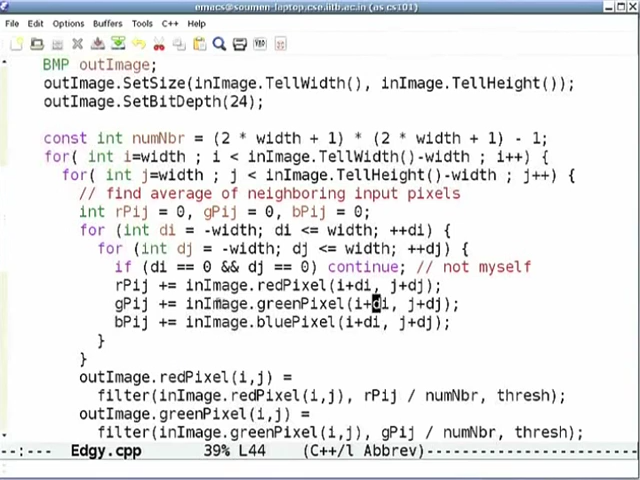 emacs@soumen-laptop.cse.iitb.ac.in (as cs101)
File Edit Options Buffers Tools C++ Help
BMP outImage;
outImage.SetSize(inImage.TellWidth(), inImage.TellHeight());
outImage.SetBitDepth(24);
const int numNbr = (2 * width + 1) * (2 * width + 1) - 1;
for( int i=width ; i < inImage.TellWidth()-width ; i++) {
for( int j=width ; j < inImage.TellHeight()-width ; j++) {
// find average of neighboring input pixels
int rPij = 0, gPij = 0, bPij = 0;
for (int di = -width; di <= width; ++di) {
for (int dj = -width; dj <= width; ++dj) {
if (di == 0 && dj == 0) continue; // not myself
rPij += inImage.redPixel(i+di, j+dj);
gPij += inImage.greenPixel(i+di, j+dj);
bPij += inImage.bluePixel(i+di, j+dj);
}
}
outImage.redPixel(i,j) =
filter(inImage.redPixel(i,j), rPij / numNbr, thresh);
outImage.greenPixel(i,j) =
filter(inImage.greenPixel(i,j), gPij / numNbr, thresh);
--:--- Edgy.cpp 39% L44 (C++/l Abbrev)